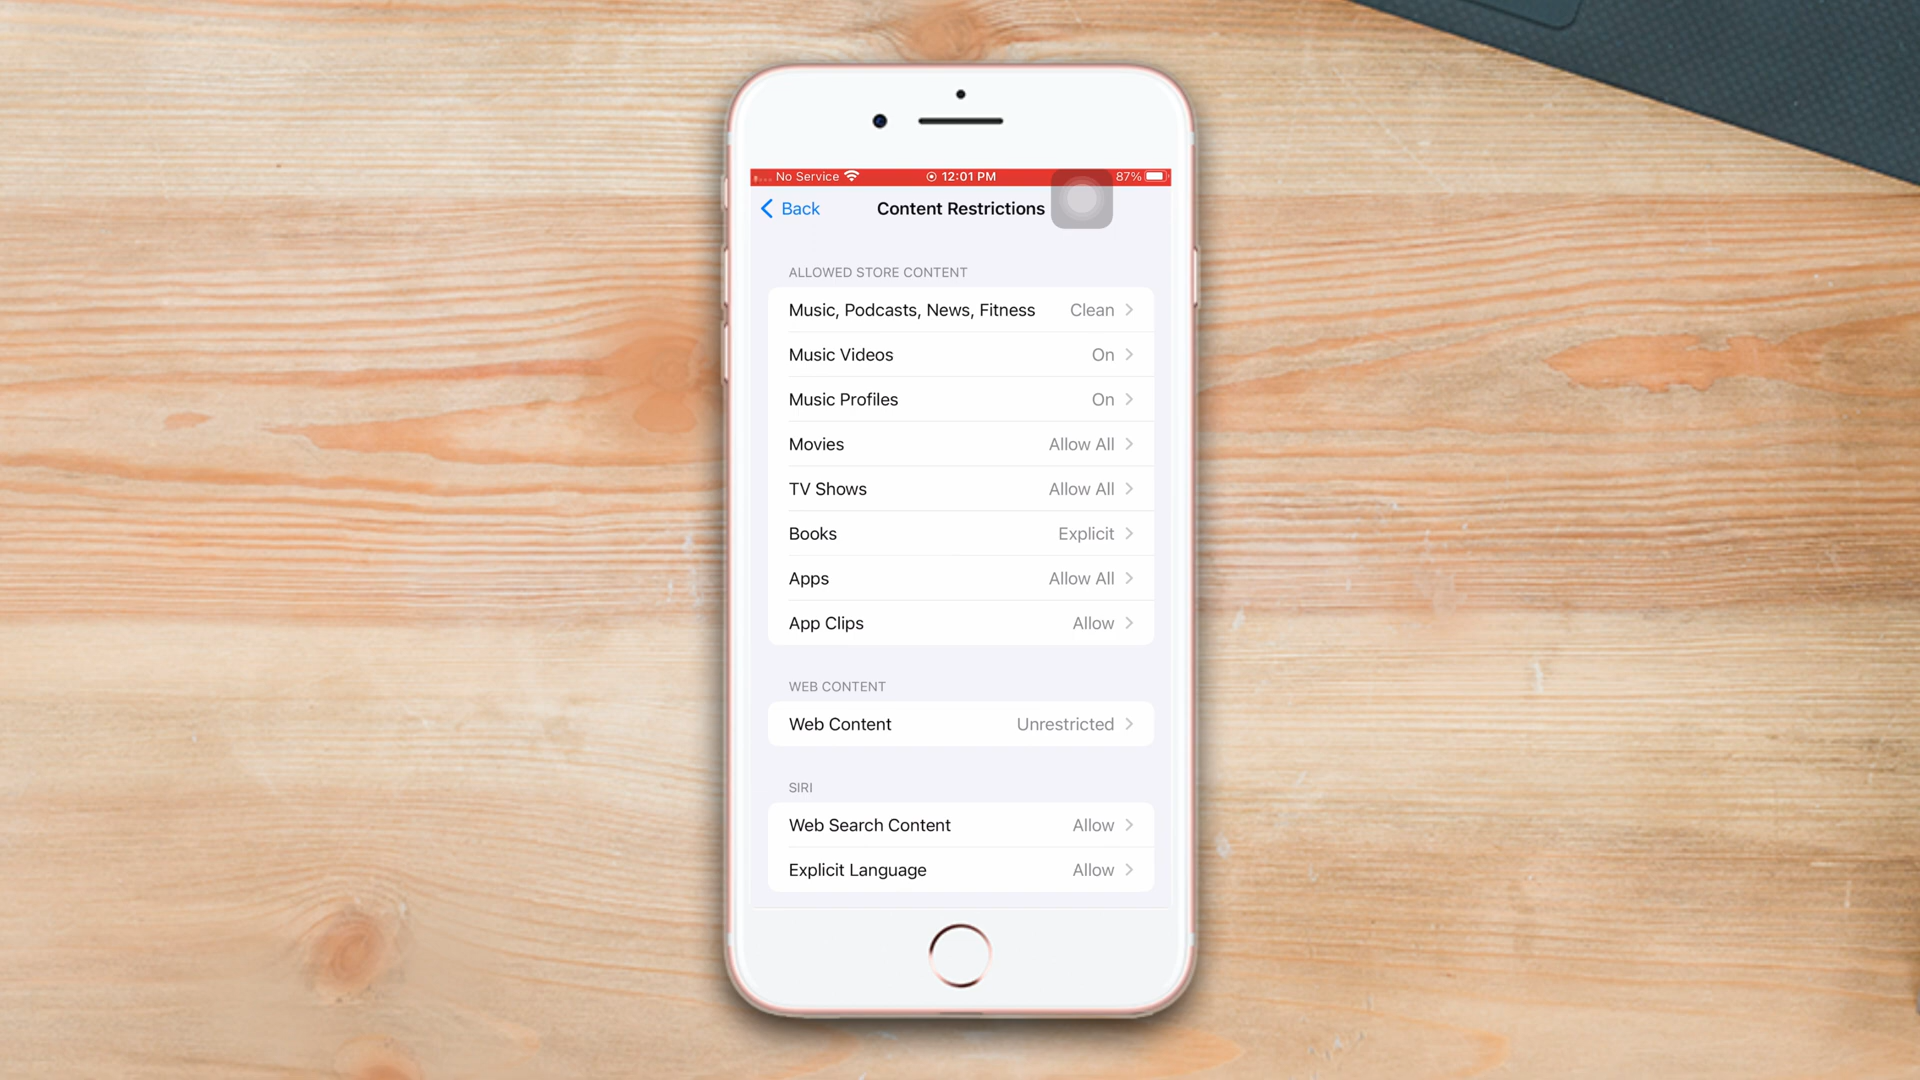 No Service 12:01 PM 87%
Back Content Restrictions
ALLOWED STORE CONTENT
Music, Podcasts, News, Fitness Clean
Music Videos On
Music Profiles On
Movies Allow All
TV Shows Allow All
Books Explicit
Apps Allow All
App Clips Allow
WEB CONTENT
Web Content Unrestricted
SIRI
Web Search Content Allow
Explicit Language Allow